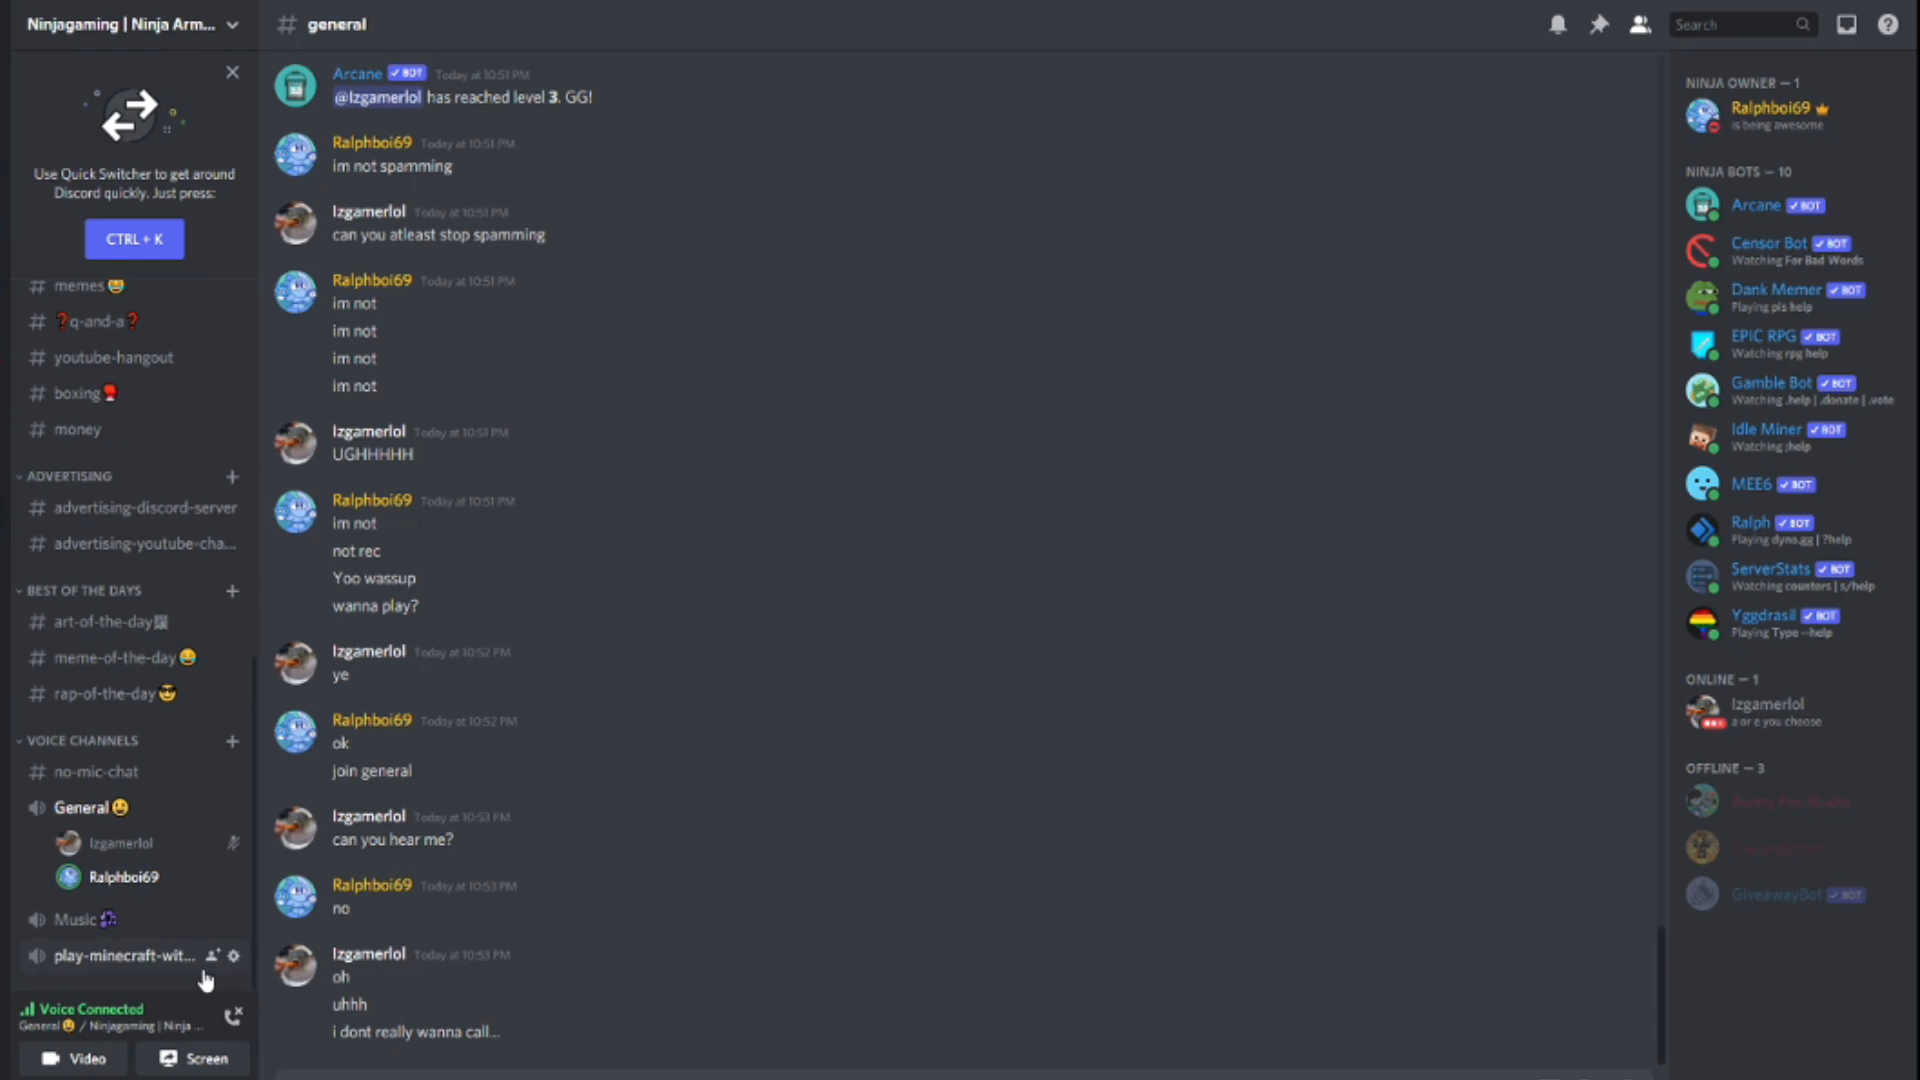 Ninjagaming | Ninja Arm...
Use Quick Switcher to get around
Discord quickly. Just press:
CTRL + K
# memes😂
# ❓q-and-a❓
# youtube-hangout
# boxing🥊
# money
ADVERTISING
# advertising-discord-server
# advertising-youtube-cha...
BEST OF THE DAYS
# art-of-the-day
# meme-of-the-day😂
# rap-of-the-day😎
VOICE CHANNELS
# no-mic-chat
General😀
Izgamerlol
Ralphboi69
Music🎶
play-minecraft-wit...
Voice Connected
General😀 / Ninjagaming | Ninja ...
Video
Screen
# general
Search
Arcane ✓ BOT Today at 10:51 PM
@Izgamerlol has reached level 3. GG!
Ralphboi69 Today at 10:51 PM
im not spamming
Izgamerlol Today at 10:51 PM
can you atleast stop spamming
Ralphboi69 Today at 10:51 PM
im not
im not
im not
im not
Izgamerlol Today at 10:51 PM
UGHHHHH
Ralphboi69 Today at 10:51 PM
im not
not rec
Yoo wassup
wanna play?
Izgamerlol Today at 10:52 PM
ye
Ralphboi69 Today at 10:52 PM
ok
join general
Izgamerlol Today at 10:53 PM
can you hear me?
Ralphboi69 Today at 10:53 PM
no
Izgamerlol Today at 10:53 PM
oh
uhhh
i dont really wanna call...
NINJA OWNER — 1
Ralphboi69
is being awesome
NINJA BOTS — 10
Arcane ✓ BOT
Censor Bot ✓ BOT
Watching For Bad Words
Dank Memer ✓ BOT
Playing pls help
EPIC RPG ✓ BOT
Watching rpg help
Gamble Bot ✓ BOT
Watching .help | .donate | .vote
Idle Miner ✓ BOT
Watching ;help
MEE6 ✓ BOT
Ralph ✓ BOT
Playing dyno.gg | ?help
ServerStats ✓ BOT
Watching counters | s/help
Yggdrasil ✓ BOT
Playing Type --help
ONLINE — 1
Izgamerlol
a or e you choose
OFFLINE — 3
GiveawayBot ✓ BOT